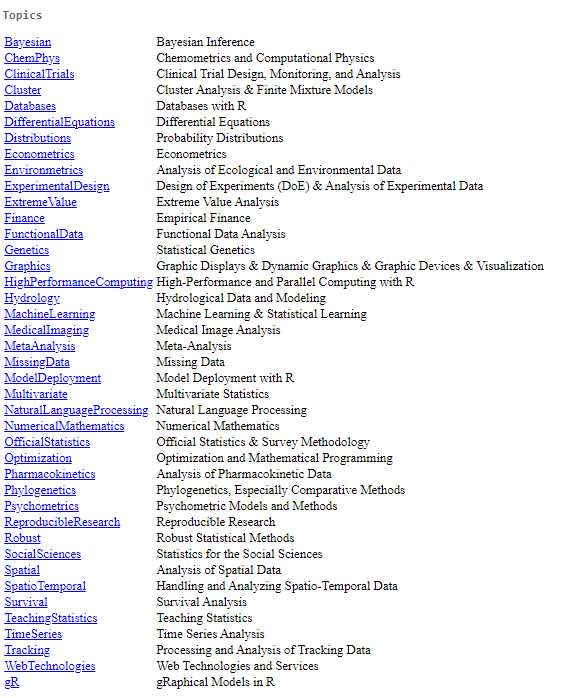 Topics
Bayesian Bayesian Inference
ChemPhys Chemometrics and Computational Physics
ClinicalTrials Clinical Trial Design, Monitoring, and Analysis
Cluster Cluster Analysis & Finite Mixture Models
Databases Databases with R
DifferentialEquations Differential Equations
Distributions Probability Distributions
Econometrics Econometrics
Environmetrics Analysis of Ecological and Environmental Data
ExperimentalDesign Design of Experiments (DoE) & Analysis of Experimental Data
ExtremeValue Extreme Value Analysis
Finance Empirical Finance
FunctionalData Functional Data Analysis
Genetics Statistical Genetics
Graphics Graphic Displays & Dynamic Graphics & Graphic Devices & Visualization
HighPerformanceComputing High-Performance and Parallel Computing with R
Hydrology Hydrological Data and Modeling
MachineLearning Machine Learning & Statistical Learning
MedicalImaging Medical Image Analysis
MetaAnalysis Meta-Analysis
MissingData Missing Data
ModelDeployment Model Deployment with R
Multivariate Multivariate Statistics
NaturalLanguageProcessing Natural Language Processing
NumericalMathematics Numerical Mathematics
OfficialStatistics Official Statistics & Survey Methodology
Optimization Optimization and Mathematical Programming
Pharmacokinetics Analysis of Pharmacokinetic Data
Phylogenetics Phylogenetics, Especially Comparative Methods
Psychometrics Psychometric Models and Methods
ReproducibleResearch Reproducible Research
Robust Robust Statistical Methods
SocialSciences Statistics for the Social Sciences
Spatial Analysis of Spatial Data
SpatioTemporal Handling and Analyzing Spatio-Temporal Data
Survival Survival Analysis
TeachingStatistics Teaching Statistics
TimeSeries Time Series Analysis
Tracking Processing and Analysis of Tracking Data
WebTechnologies Web Technologies and Services
gR gRaphical Models in R